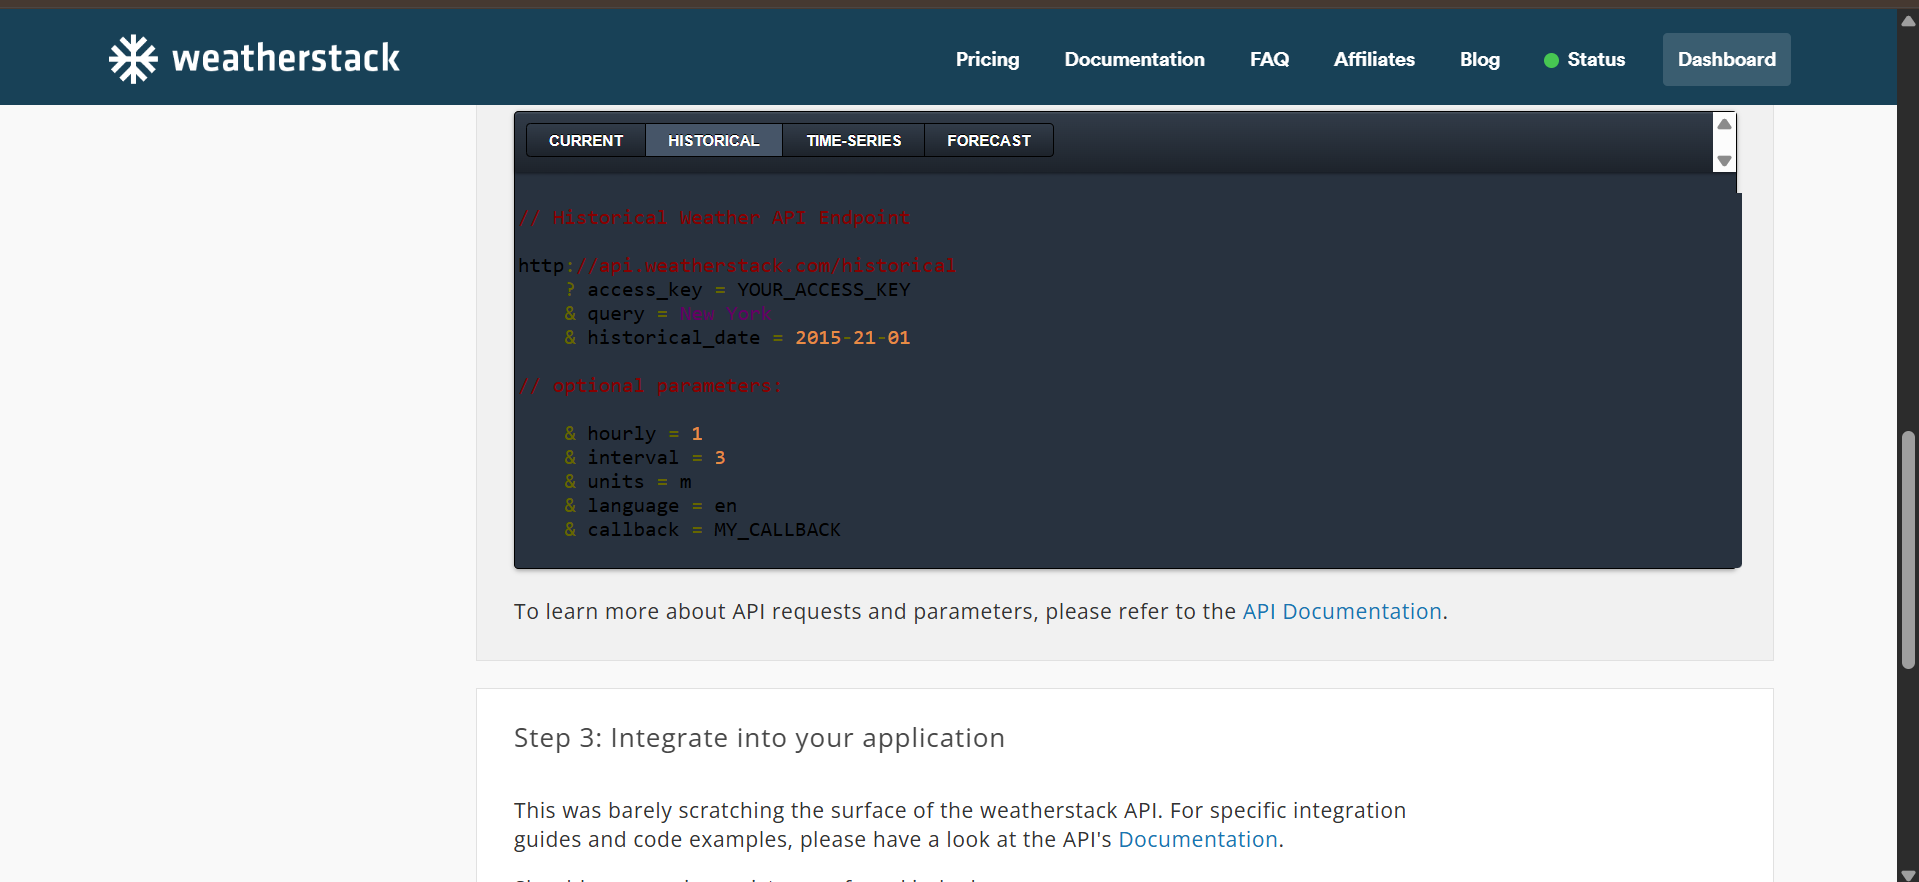 weatherstack
Pricing Documentation FAQ Affiliates Blog Status Dashboard
CURRENT HISTORICAL TIME-SERIES FORECAST
// Historical Weather API Endpoint
http://api.weatherstack.com/historical
? access_key = YOUR_ACCESS_KEY
& query = New York
& historical_date = 2015-21-01
// optional parameters:
& hourly = 1
& interval = 3
& units = m
& language = en
& callback = MY_CALLBACK
To learn more about API requests and parameters, please refer to the API Documentation.
Step 3: Integrate into your application
This was barely scratching the surface of the weatherstack API. For specific integration
guides and code examples, please have a look at the API's Documentation.